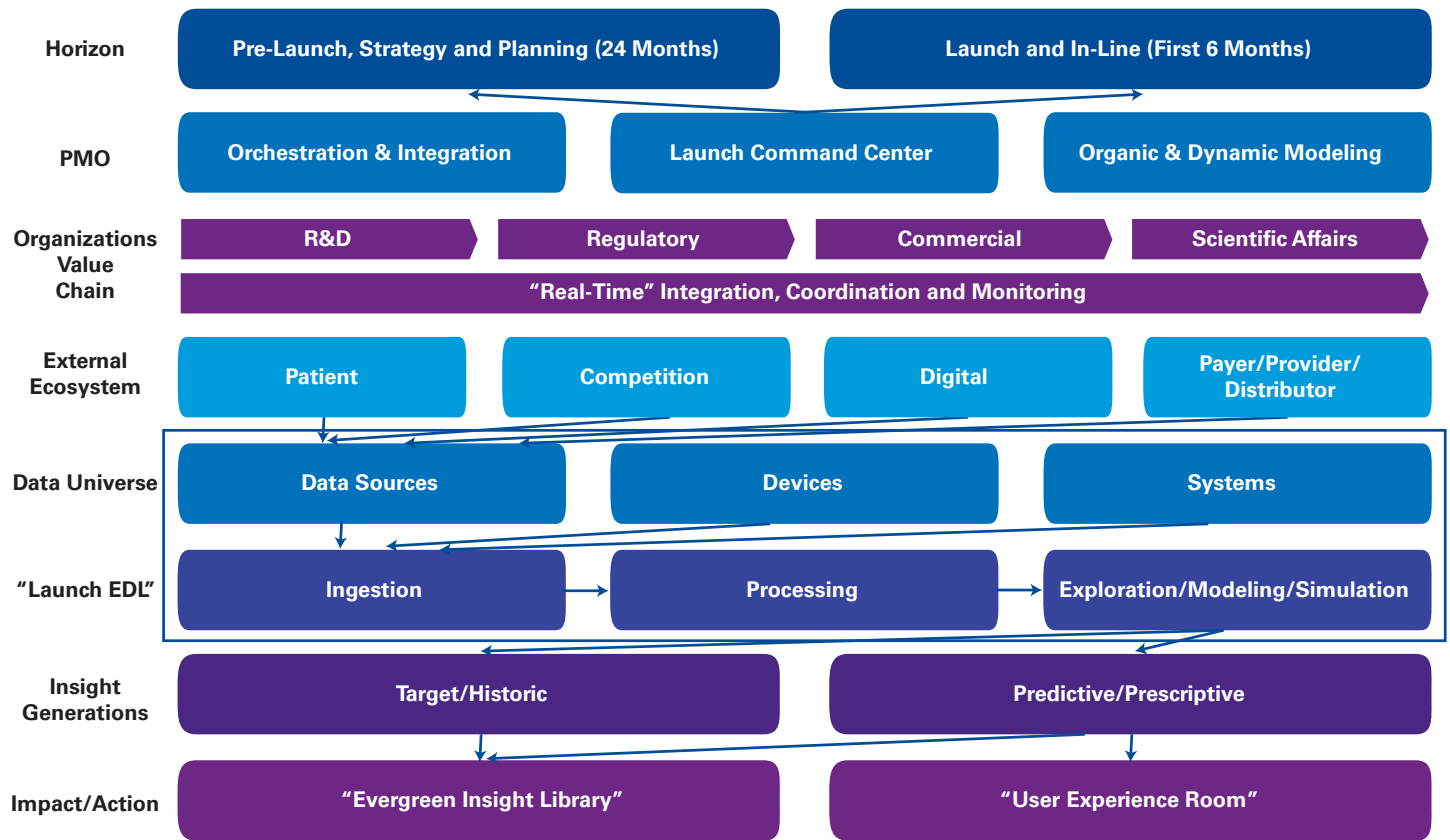 Horizon
Pre-Launch, Strategy and Planning (24 Months)
Launch and In-Line (First 6 Months)
PMO
Orchestration & Integration
Launch Command Center
Organic & Dynamic Modeling
Organizations
Value
Chain
R&D
Regulatory
Commercial
Scientific Affairs
“Real-Time” Integration, Coordination and Monitoring
External
Ecosystem
Patient
Competition
Digital
Payer/Provider/
Distributor
Data Universe
Data Sources
Devices
Systems
“Launch EDL”
Ingestion
Processing
Exploration/Modeling/Simulation
Insight
Generations
Target/Historic
Predictive/Prescriptive
Impact/Action
“Evergreen Insight Library”
“User Experience Room”